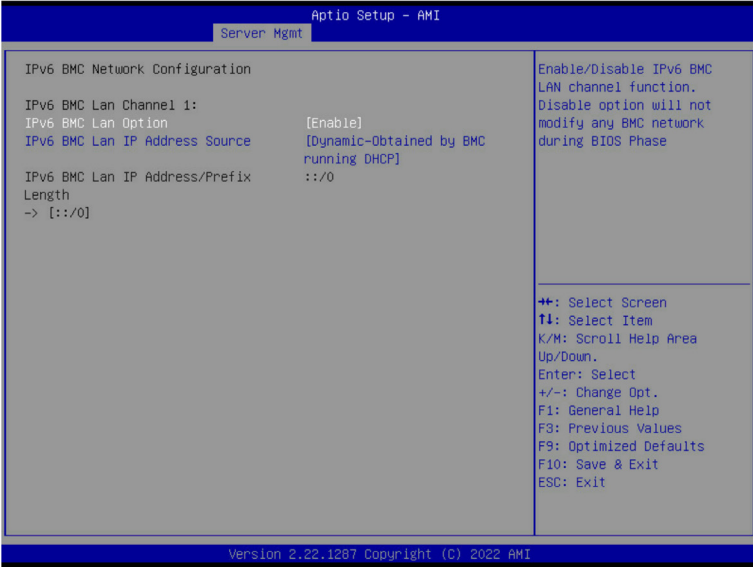 Aptio Setup – AMI
Server Mgmt
IPv6 BMC Network Configuration
IPv6 BMC Lan Channel 1:
IPv6 BMC Lan Option [Enable]
IPv6 BMC Lan IP Address Source [Dynamic-Obtained by BMC
running DHCP]
IPv6 BMC Lan IP Address/Prefix ::/0
Length
-> [::/0]
Enable/Disable IPv6 BMC
LAN channel function.
Disable option will not
modify any BMC network
during BIOS Phase
→←: Select Screen
↑↓: Select Item
K/M: Scroll Help Area
Up/Down.
Enter: Select
+/-: Change Opt.
F1: General Help
F3: Previous Values
F9: Optimized Defaults
F10: Save & Exit
ESC: Exit
Version 2.22.1287 Copyright (C) 2022 AMI